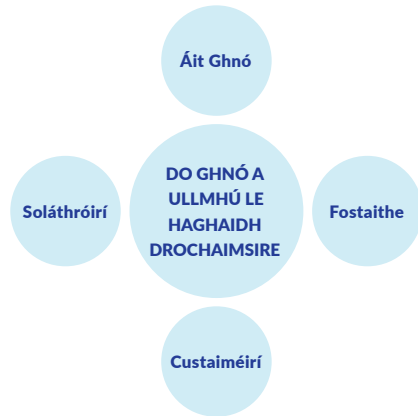 Áit Ghnó
DO GHNÓ A
ULLMHÚ LE
HAGHAIDH
DROCHAIMSIRE
Soláthróirí
Fostaithe
Custaiméirí